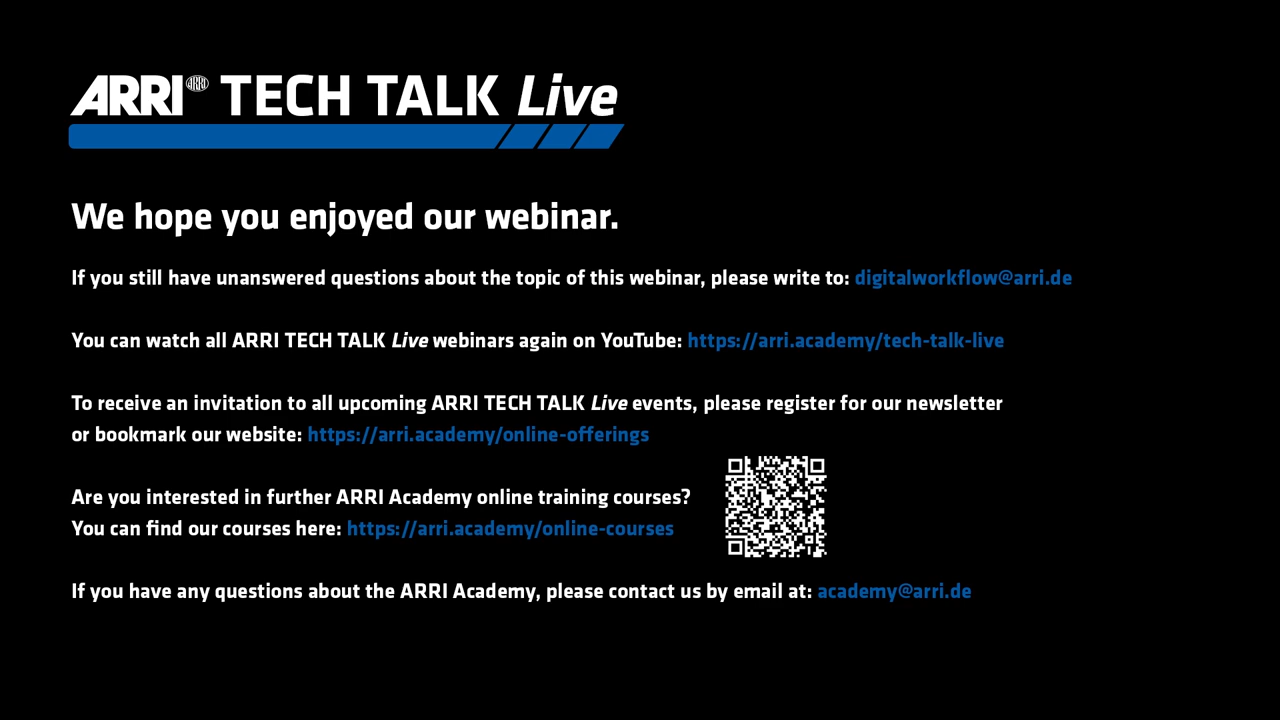 ARRI® TECH TALK Live
We hope you enjoyed our webinar.
If you still have unanswered questions about the topic of this webinar, please write to: digitalworkflow@arri.de
You can watch all ARRI TECH TALK Live webinars again on YouTube: https://arri.academy/tech-talk-live
To receive an invitation to all upcoming ARRI TECH TALK Live events, please register for our newsletter
or bookmark our website: https://arri.academy/online-offerings
Are you interested in further ARRI Academy online training courses?
You can find our courses here: https://arri.academy/online-courses
If you have any questions about the ARRI Academy, please contact us by email at: academy@arri.de